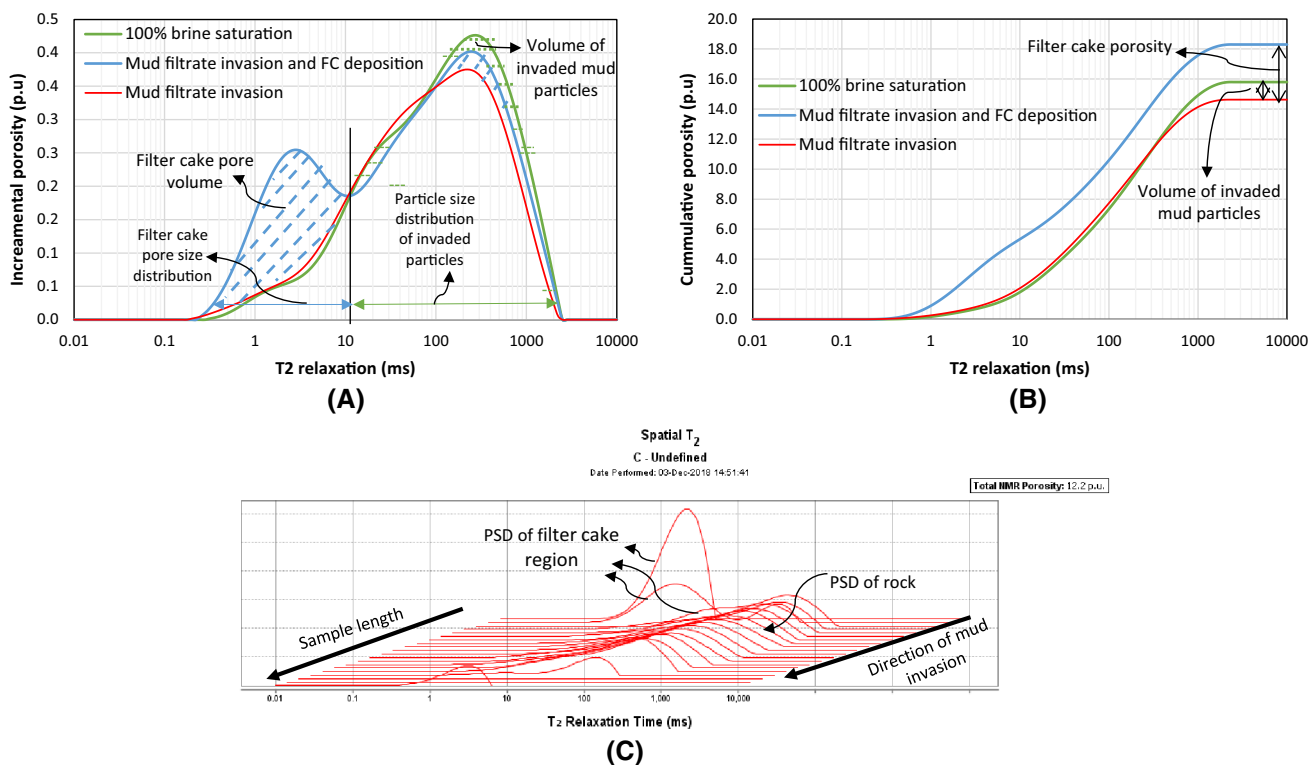 Increamental porosity (p.u)
0.4
0.4
0.3
0.3
0.2
0.2
0.1
0.1
0.0
100% brine saturation
Mud filtrate invasion and FC deposition
Mud filtrate invasion
Volume of
invaded mud
particles
Filter cake pore
volume
Filter cake
pore size
distribution
Particle size
distribution
of invaded
particles
0.01 0.1 1 10 100 1000 10000
T2 relaxation (ms)
(A)
Cummulative porosity (p.u)
20.0
18.0
16.0
14.0
12.0
10.0
8.0
6.0
4.0
2.0
0.0
Filter cake porosity
100% brine saturation
Mud filtrate invasion and FC deposition
Mud filtrate invasion
Volume of invaded
mud particles
0.01 0.1 1 10 100 1000 10000
T2 relaxation (ms)
(B)
Spatial T2
C - Undefined
Date Performed: 03-Dec-2018 14:51:41
Total NMR Porosity: 12.2 p.u.
PSD of filter cake
region
PSD of rock
Sample length
Direction of mud
invasion
0.01 0.1 1 10 100 1,000 10,000
T2 Relaxation Time (ms)
(C)